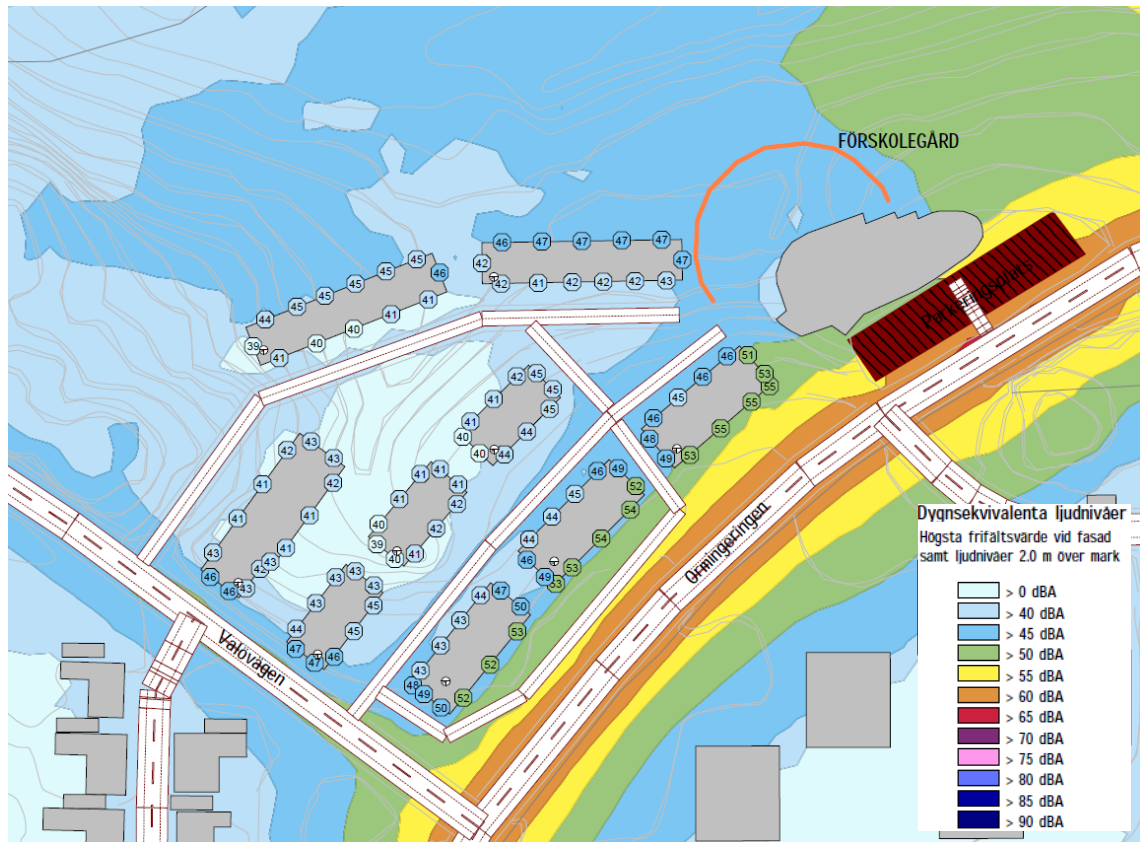 FÖRSKOLEGÅRD
46 47 47 47 47
45 45 42 47
45 46
45 42 41 42 42 42 43
45 41
44 40 41
39 41 40
Parkeringsplats
46 51
42 45 46 53
41 45 45 55
41 45 46 55
40 44 48
43 40 44 49 53
42 43 41 41 46 49
41 42 41 45 52
41 41 42 44 54
40 42 44 54
43 41 39 40 41 46 53
46 42 43 49 53
46 43 43 43 44 47
43 45 43 50
44 45 43 53
47 47 46 43 52
48 49 50 52
Valövägen
Ormingeringen
Dygnsekvivalenta ljudnivåer
Högsta frifältsvärde vid fasad
samt ljudnivåer 2.0 m över mark
> 0 dBA
> 40 dBA
> 45 dBA
> 50 dBA
> 55 dBA
> 60 dBA
> 65 dBA
> 70 dBA
> 75 dBA
> 80 dBA
> 85 dBA
> 90 dBA